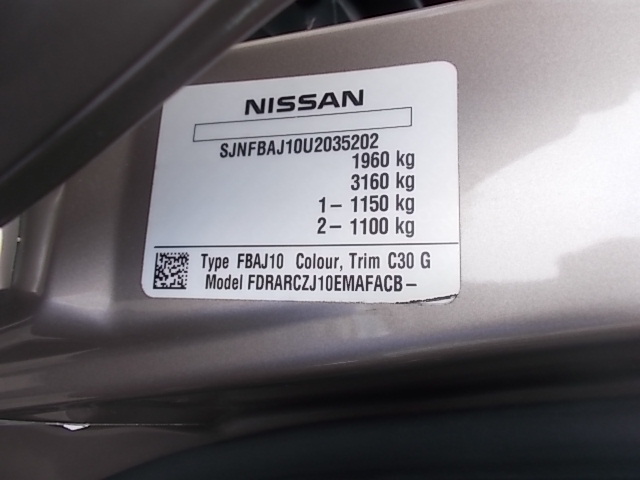 NISSAN
SJNFBAJ10U2035202
1960 kg
3160 kg
1– 1150 kg
2– 1100 kg
Type FBAJ10 Colour, Trim C30 G
Model FDRARCZJ10EMAFACB–